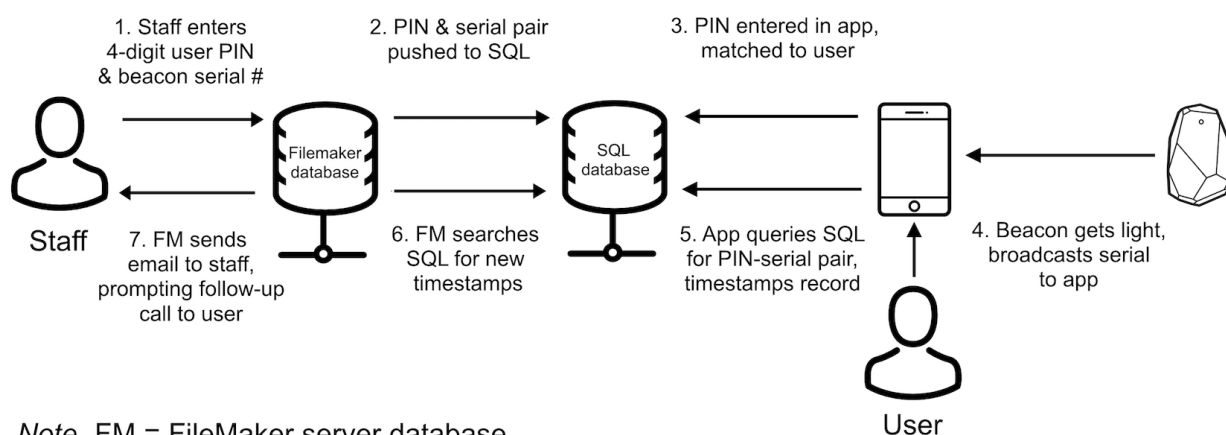 1. Staff enters
4-digit user PIN
& beacon serial #
2. PIN & serial pair
pushed to SQL
3. PIN entered in app,
matched to user
Filemaker
database
SQL
database
Staff
7. FM sends
email to staff,
prompting follow-up
call to user
6. FM searches
SQL for new
timestamps
5. App queries SQL
for PIN-serial pair,
timestamps record
4. Beacon gets light,
broadcasts serial
to app
User
Note. FM = FileMaker server database